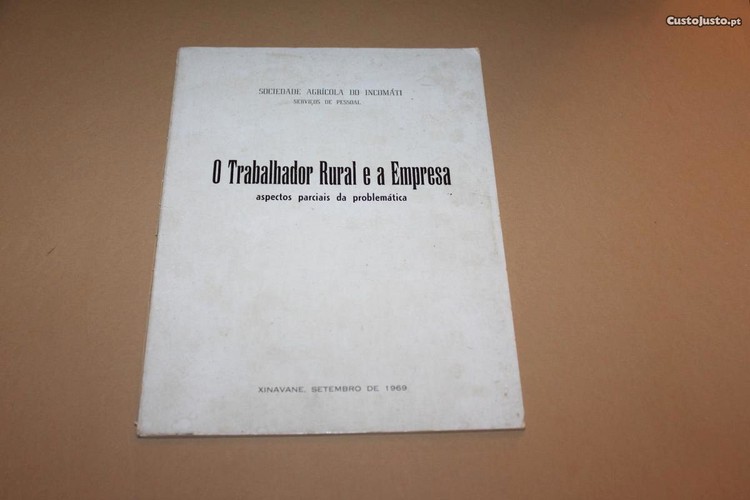 CustoJusto.pt
SOCIEDADE AGRÍCOLA DO INCOMÁTI
SERVIÇOS DE PESSOAL
O Trabalhador Rural e a Empresa
aspectos parciais da problemática
XINAVANE, SETEMBRO DE 1969